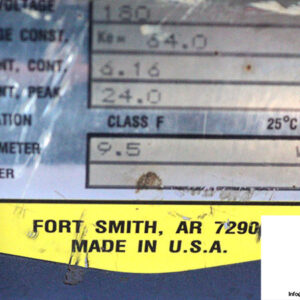 VOLTAGE 180
GE CONST. Ke= 64.0
NT, CONT. 6.16
NT, PEAK 24.0
ATION CLASS F 25°C
METER 9.5
ER
FORT SMITH, AR 7290
MADE IN U.S.A.
Info